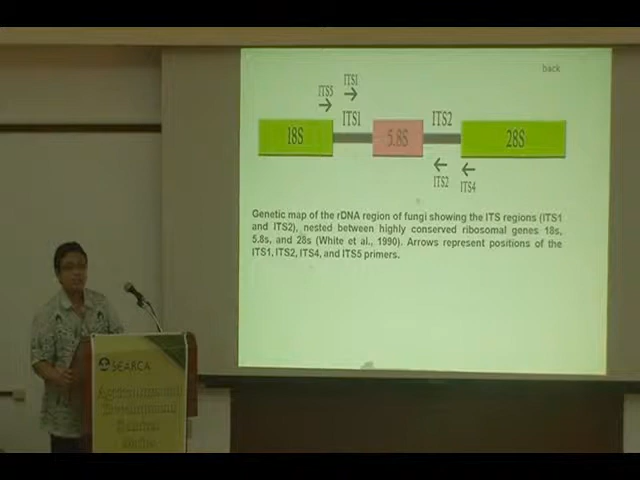 back
ITS1
ITS5
ITS1
ITS2
18S
5.8S
28S
ITS2
ITS4
Genetic map of the rDNA region of fungi showing the ITS regions (ITS1
and ITS2), nested between highly conserved ribosomal genes 18s,
5.8s, and 28s (White et al., 1990). Arrows represent positions of the
ITS1, ITS2, ITS4, and ITS5 primers.
SEARCA